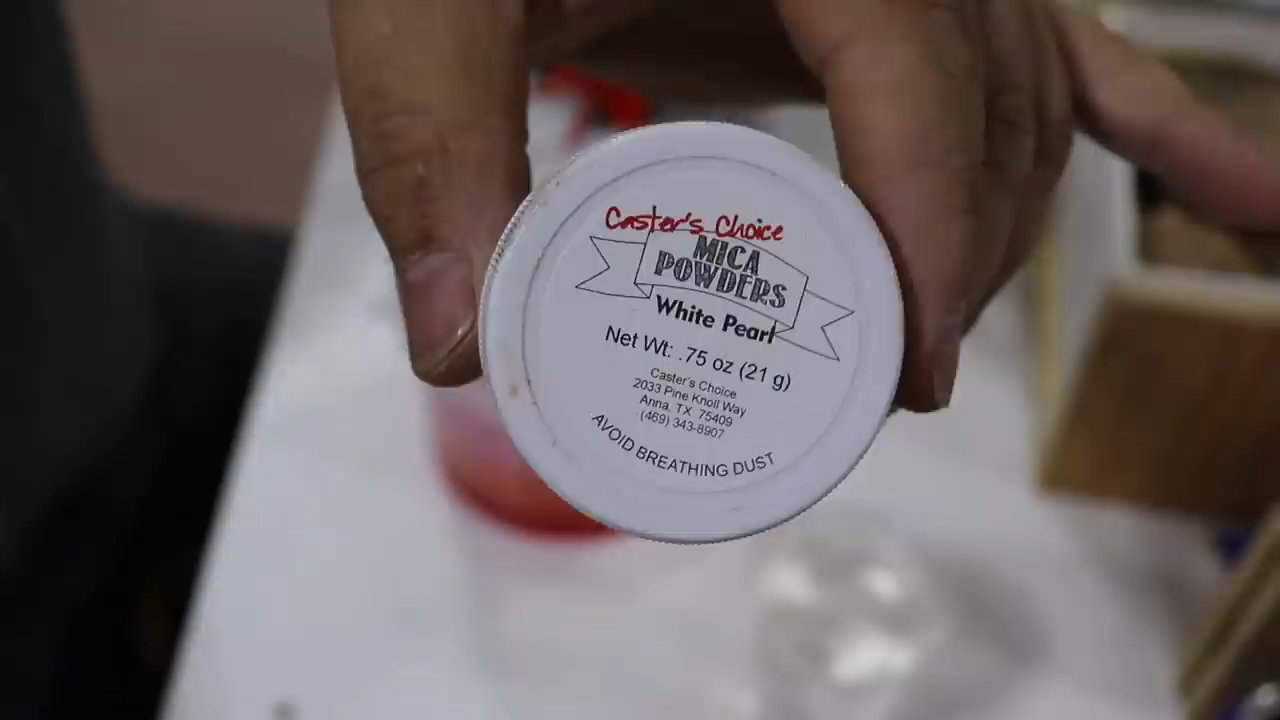 Caster's Choice
MICA
POWDERS
White Pearl
Net Wt: .75 oz (21 g)
Caster's Choice
2033 Pine Knoll Way
Anna, TX 75409
(469) 343-8907
AVOID BREATHING DUST